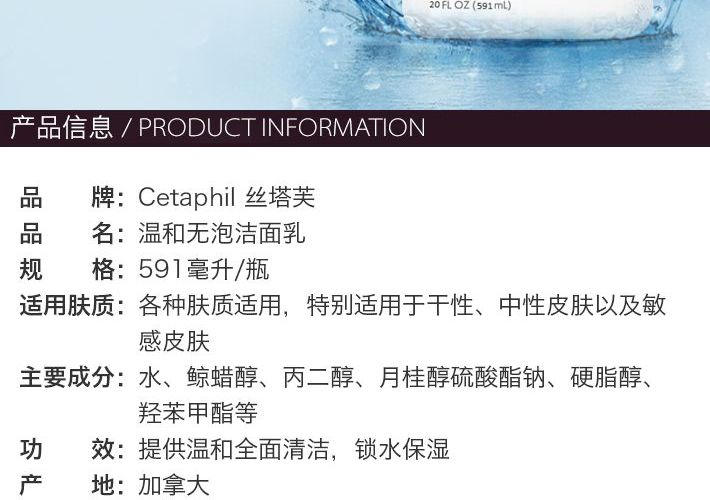 20 FL OZ (591 mL)
产品信息 / PRODUCT INFORMATION
品 牌：Cetaphil 丝塔芙
品 名：温和无泡洁面乳
规 格：591毫升/瓶
适用肤质：各种肤质适用，特别适用于干性、中性皮肤以及敏
感皮肤
主要成分：水、鲸蜡醇、丙二醇、月桂醇硫酸酯钠、硬脂醇、
羟苯甲酯等
功 效：提供温和全面清洁，锁水保湿
产 地：加拿大